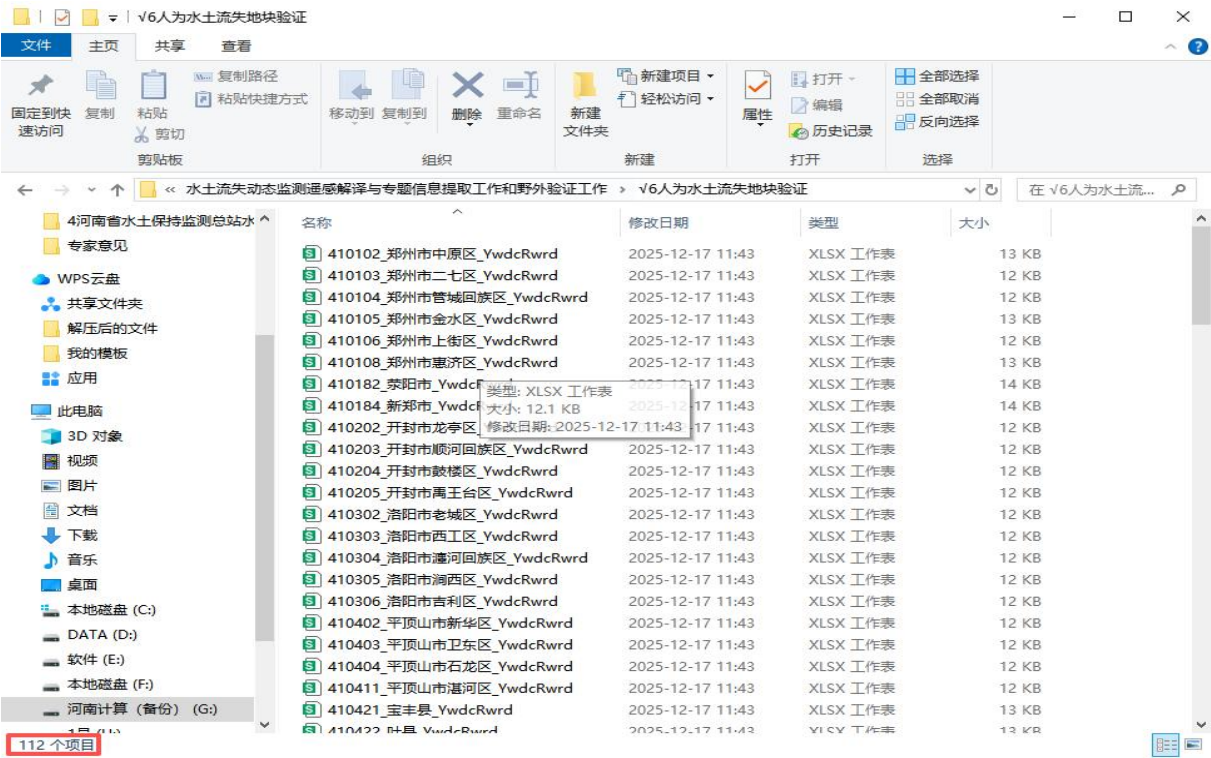 √6人为水土流失地块验证
文件 主页 共享 查看
固定到快速访问 复制 粘贴 复制路径 粘贴快捷方式 剪切 移动到 复制到 删除 重命名 新建文件夹 新建项目 轻松访问 属性 打开 编辑 历史记录 全部选择 全部取消 反向选择
剪贴板 组织 新建 打开 选择
« 水土流失动态监测遥感解译与专题信息提取工作和野外验证工作 › √6人为水土流失地块验证 在 √6人为水土流...
4河南省水土保持监测总站水
专家意见
WPS云盘
共享文件夹
解压后的文件
我的模板
应用
此电脑
3D 对象
视频
图片
文档
下载
音乐
桌面
本地磁盘 (C:)
DATA (D:)
软件 (E:)
本地磁盘 (F:)
河南计算（备份） (G:)
名称 修改日期 类型 大小
410102_郑州市中原区_YwdcRwrd 2025-12-17 11:43 XLSX 工作表 13 KB
410103_郑州市二七区_YwdcRwrd 2025-12-17 11:43 XLSX 工作表 12 KB
410104_郑州市管城回族区_YwdcRwrd 2025-12-17 11:43 XLSX 工作表 12 KB
410105_郑州市金水区_YwdcRwrd 2025-12-17 11:43 XLSX 工作表 13 KB
410106_郑州市上街区_YwdcRwrd 2025-12-17 11:43 XLSX 工作表 12 KB
410108_郑州市惠济区_YwdcRwrd 2025-12-17 11:43 XLSX 工作表 13 KB
410182_荥阳市_Ywdc 17 11:43 XLSX 工作表 14 KB
410184_新郑市_Ywdc 17 11:43 XLSX 工作表 14 KB
410202_开封市龙亭区 17 11:43 XLSX 工作表 12 KB
类型: XLSX 工作表
大小: 12.1 KB
修改日期: 2025-12-17 11:43
410203_开封市顺河回族区_YwdcRwrd 2025-12-17 11:43 XLSX 工作表 12 KB
410204_开封市鼓楼区_YwdcRwrd 2025-12-17 11:43 XLSX 工作表 12 KB
410205_开封市禹王台区_YwdcRwrd 2025-12-17 11:43 XLSX 工作表 12 KB
410302_洛阳市老城区_YwdcRwrd 2025-12-17 11:43 XLSX 工作表 12 KB
410303_洛阳市西工区_YwdcRwrd 2025-12-17 11:43 XLSX 工作表 12 KB
410304_洛阳市瀍河回族区_YwdcRwrd 2025-12-17 11:43 XLSX 工作表 12 KB
410305_洛阳市涧西区_YwdcRwrd 2025-12-17 11:43 XLSX 工作表 12 KB
410306_洛阳市吉利区_YwdcRwrd 2025-12-17 11:43 XLSX 工作表 12 KB
410402_平顶山市新华区_YwdcRwrd 2025-12-17 11:43 XLSX 工作表 12 KB
410403_平顶山市卫东区_YwdcRwrd 2025-12-17 11:43 XLSX 工作表 12 KB
410404_平顶山市石龙区_YwdcRwrd 2025-12-17 11:43 XLSX 工作表 12 KB
410411_平顶山市湛河区_YwdcRwrd 2025-12-17 11:43 XLSX 工作表 12 KB
410421_宝丰县_YwdcRwrd 2025-12-17 11:43 XLSX 工作表 13 KB
410422_叶县_YwdcRwrd 2025-12-17 11:43 XLSX 工作表 13 KB
112 个项目